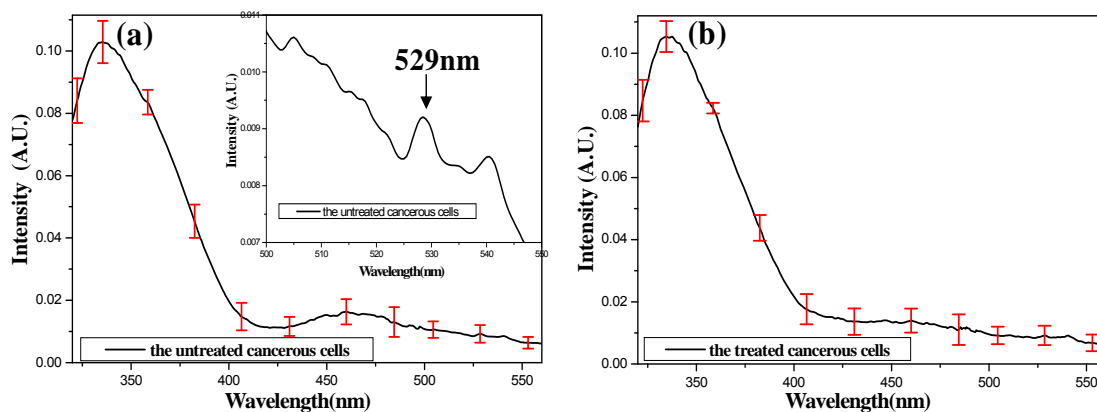 (a)
0.10
0.08
0.06
0.04
0.02
0.00
Intensity (A.U.)
350 400 450 500 550
Wavelength(nm)
the untreated cancerous cells
0.011
0.010
0.009
0.008
0.007
Intensity (A.U.)
529nm
the untreated cancerous cells
500 510 520 530 540 550
Wavelength(nm)
(b)
0.10
0.08
0.06
0.04
0.02
0.00
Intensity (A.U.)
the treated cancerous cells
350 400 450 500 550
Wavelength(nm)